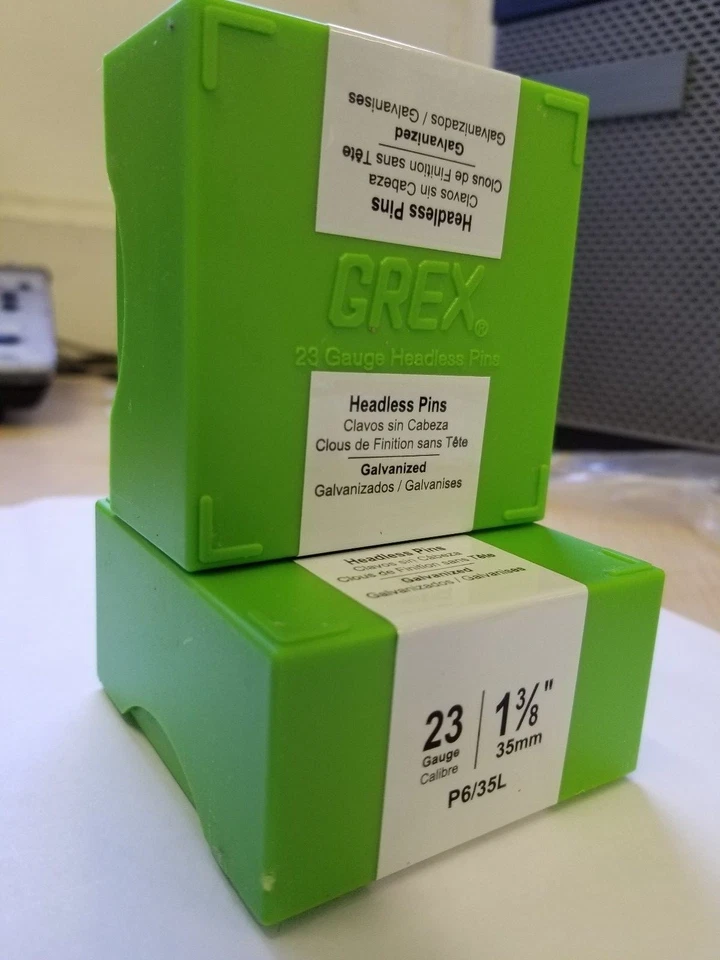 Headless Pins
Clavos sin Cabeza
Clous de Finition sans Tête
Galvanized
Galvanizados / Galvanises
GREX®
23 Gauge Headless Pins
Headless Pins
Clavos sin Cabeza
Clous de Finition sans Tête
Galvanized
Galvanizados / Galvanises
Headless Pins
Clavos sin Cabeza
Clous de Finition sans Tête
Galvanized
Galvanizados / Galvanises
23
Gauge
Calibre
1 3/8"
35mm
P6/35L